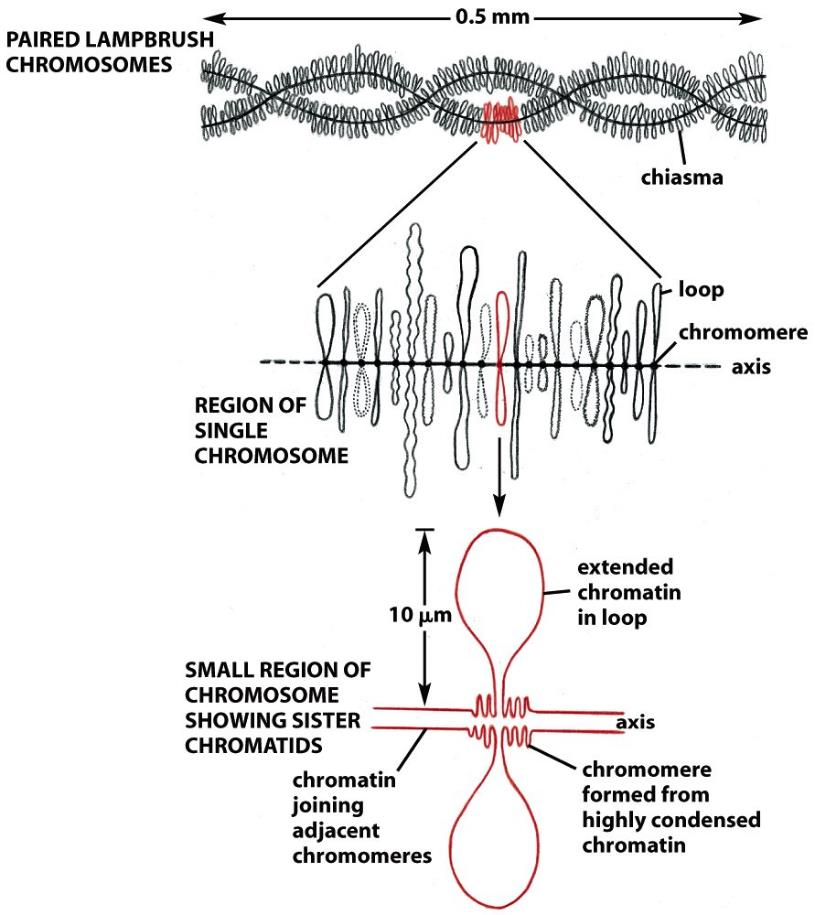 0.5 mm
PAIRED LAMPBRUSH
CHROMOSOMES
chiasma
loop
chromomere
axis
REGION OF
SINGLE
CHROMOSOME
extended
chromatin
in loop
10 μm
SMALL REGION OF
CHROMOSOME
SHOWING SISTER
CHROMATIDS
axis
chromatin
joining
adjacent
chromomeres
chromomere
formed from
highly condensed
chromatin